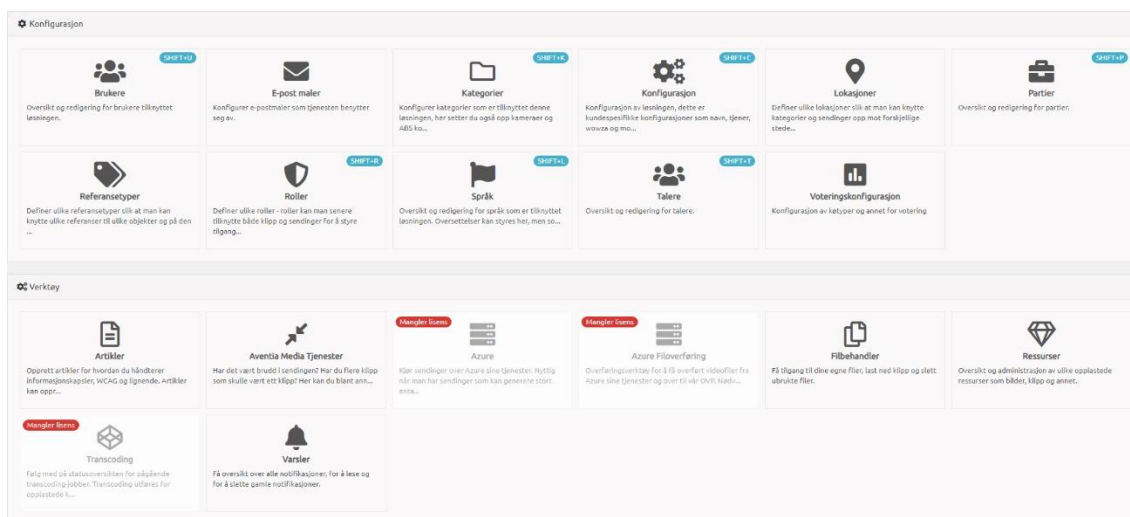 Konfigurasjon
SHIFT+U
Brukere
Oversikt og redigering for brukere tilknyttet
løsningen.
E-post maler
Konfigurer e-postmaler som tjenesten benytter
seg av.
SHIFT+K
Kategorier
Konfigurer kategorier som er tilknyttet denne
løsningen, her setter du også opp kameraer og
ABS ko...
SHIFT+C
Konfigurasjon
Konfigurasjon av løsningen, dette er
kundespesifikke konfigurasjoner som navn, tjener,
wowza og mo...
Lokasjoner
Definer ulike lokasjoner slik at man kan knytte
kategorier og sendinger opp mot forskjellige
stede...
SHIFT+P
Partier
Oversikt og redigering for partier.
Referansetyper
Definer ulike referansetyper slik at man kan
knytte ulike referanser til ulike objekter og på den
...
SHIFT+R
Roller
Definer ulike roller - roller kan man senere
tilknytte både klipp og sendinger for å styre
tilgang...
SHIFT+L
Språk
Oversikt og redigering for språk som er tilknyttet
løsningen. Oversettelser kan styres her, men so...
SHIFT+T
Talere
Oversikt og redigering for talere.
Voteringskonfigurasjon
Konfigurasjon av køtyper og annet for votering
Verktøy
Artikler
Opprett artikler for hvordan du håndterer
informasjonskapsler, WCAG og lignende. Artikler
kan oppr...
Aventia Media Tjenester
Har det vært brudd i sendingen? Har du flere klipp
som skulle vært ett klipp? Her kan du blant ann...
Mangler lisens
Azure
Kjør sendinger over Azure sine tjenester. Nyttig
når man har sendinger som kan generere stort
anta...
Mangler lisens
Azure Filoverføring
Overføringsverktøy for å få overført videofiler fra
Azure sine tjenester og over til vår OVP. Nødv...
Filbehandler
Få tilgang til dine egne filer, last ned klipp og slett
ubrukte filer.
Ressurser
Oversikt og administrasjon av ulike opplastede
ressurser som bilder, klipp og annet.
Mangler lisens
Transcoding
Følg med på statusoversikten for pågående
transcoding-jobber. Transcoding utføres for
opplastede k...
Varsler
Få oversikt over alle notifikasjoner, for å lese og
for å slette gamle notifikasjoner.